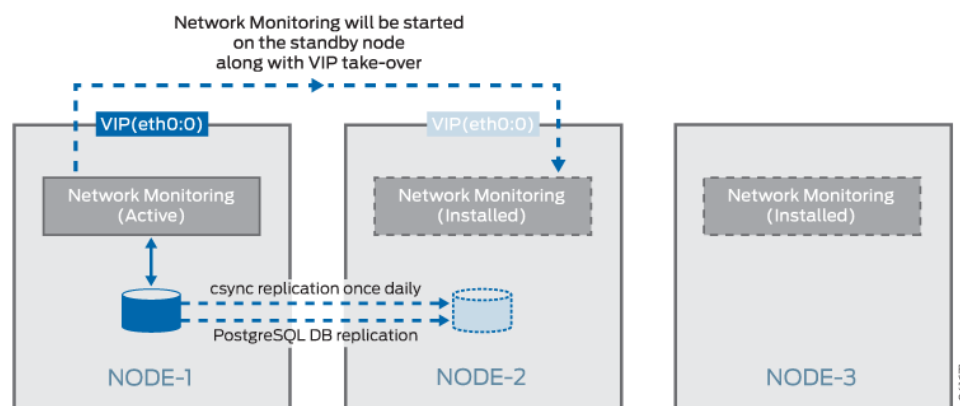 Network Monitoring will be started
on the standby node
along with VIP take-over
VIP(eth0:0)
VIP(eth0:0)
Network Monitoring
(Active)
Network Monitoring
(Installed)
Network Monitoring
(Installed)
csync replication once daily
PostgreSQL DB replication
NODE-1
NODE-2
NODE-3